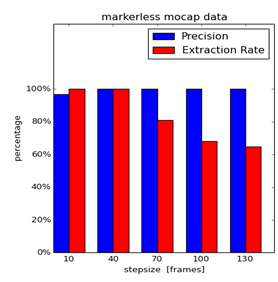 markerless mocap data
Precision
Extraction Rate
100%
80%
60%
40%
20%
0%
percentage
10 40 70 100 130
stepsize [frames]